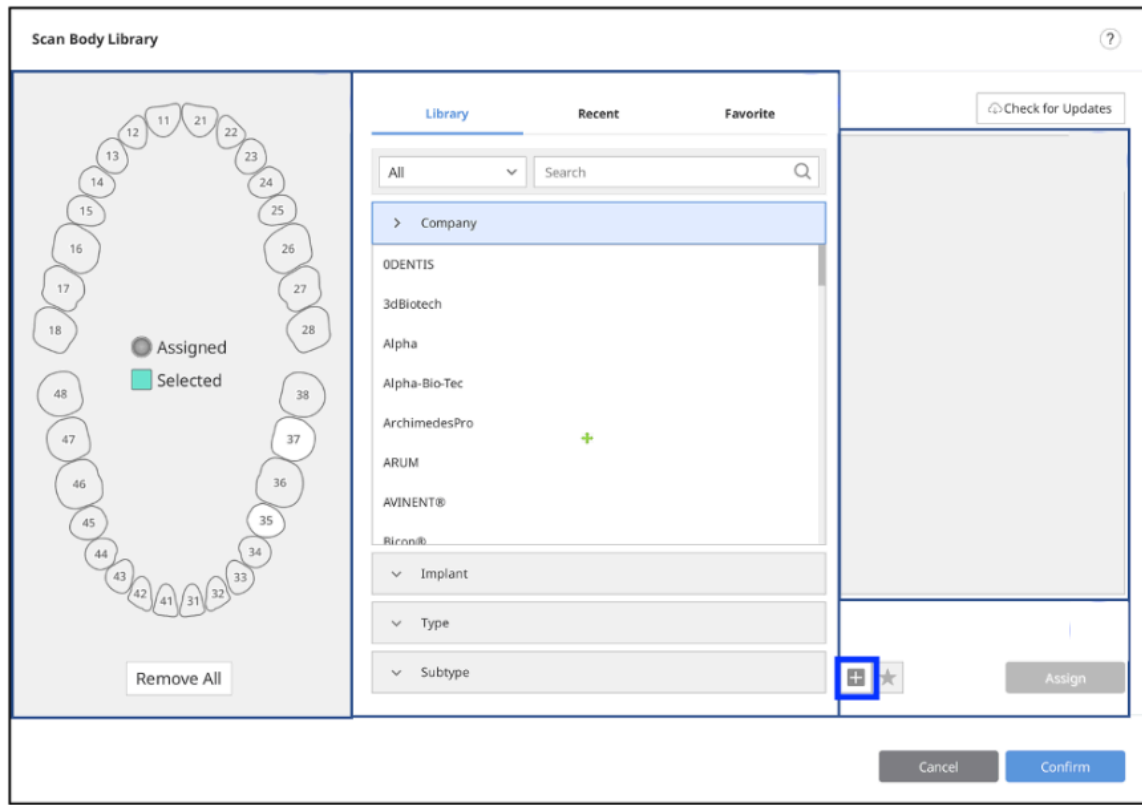 Scan Body Library
?
11 21
12 22
13 23
14 24
15 25
16 26
17 27
18 28
Assigned
Selected
48 38
47 37
46 36
45 35
44 34
43 33
42 41 31 32
Remove All
Library Recent Favorite
All Search
Company
0DENTIS
3dBiotech
Alpha
Alpha-Bio-Tec
ArchimedesPro
ARUM
AVINENT®
Bicon®
Implant
Type
Subtype
Check for Updates
Assign
Cancel Confirm